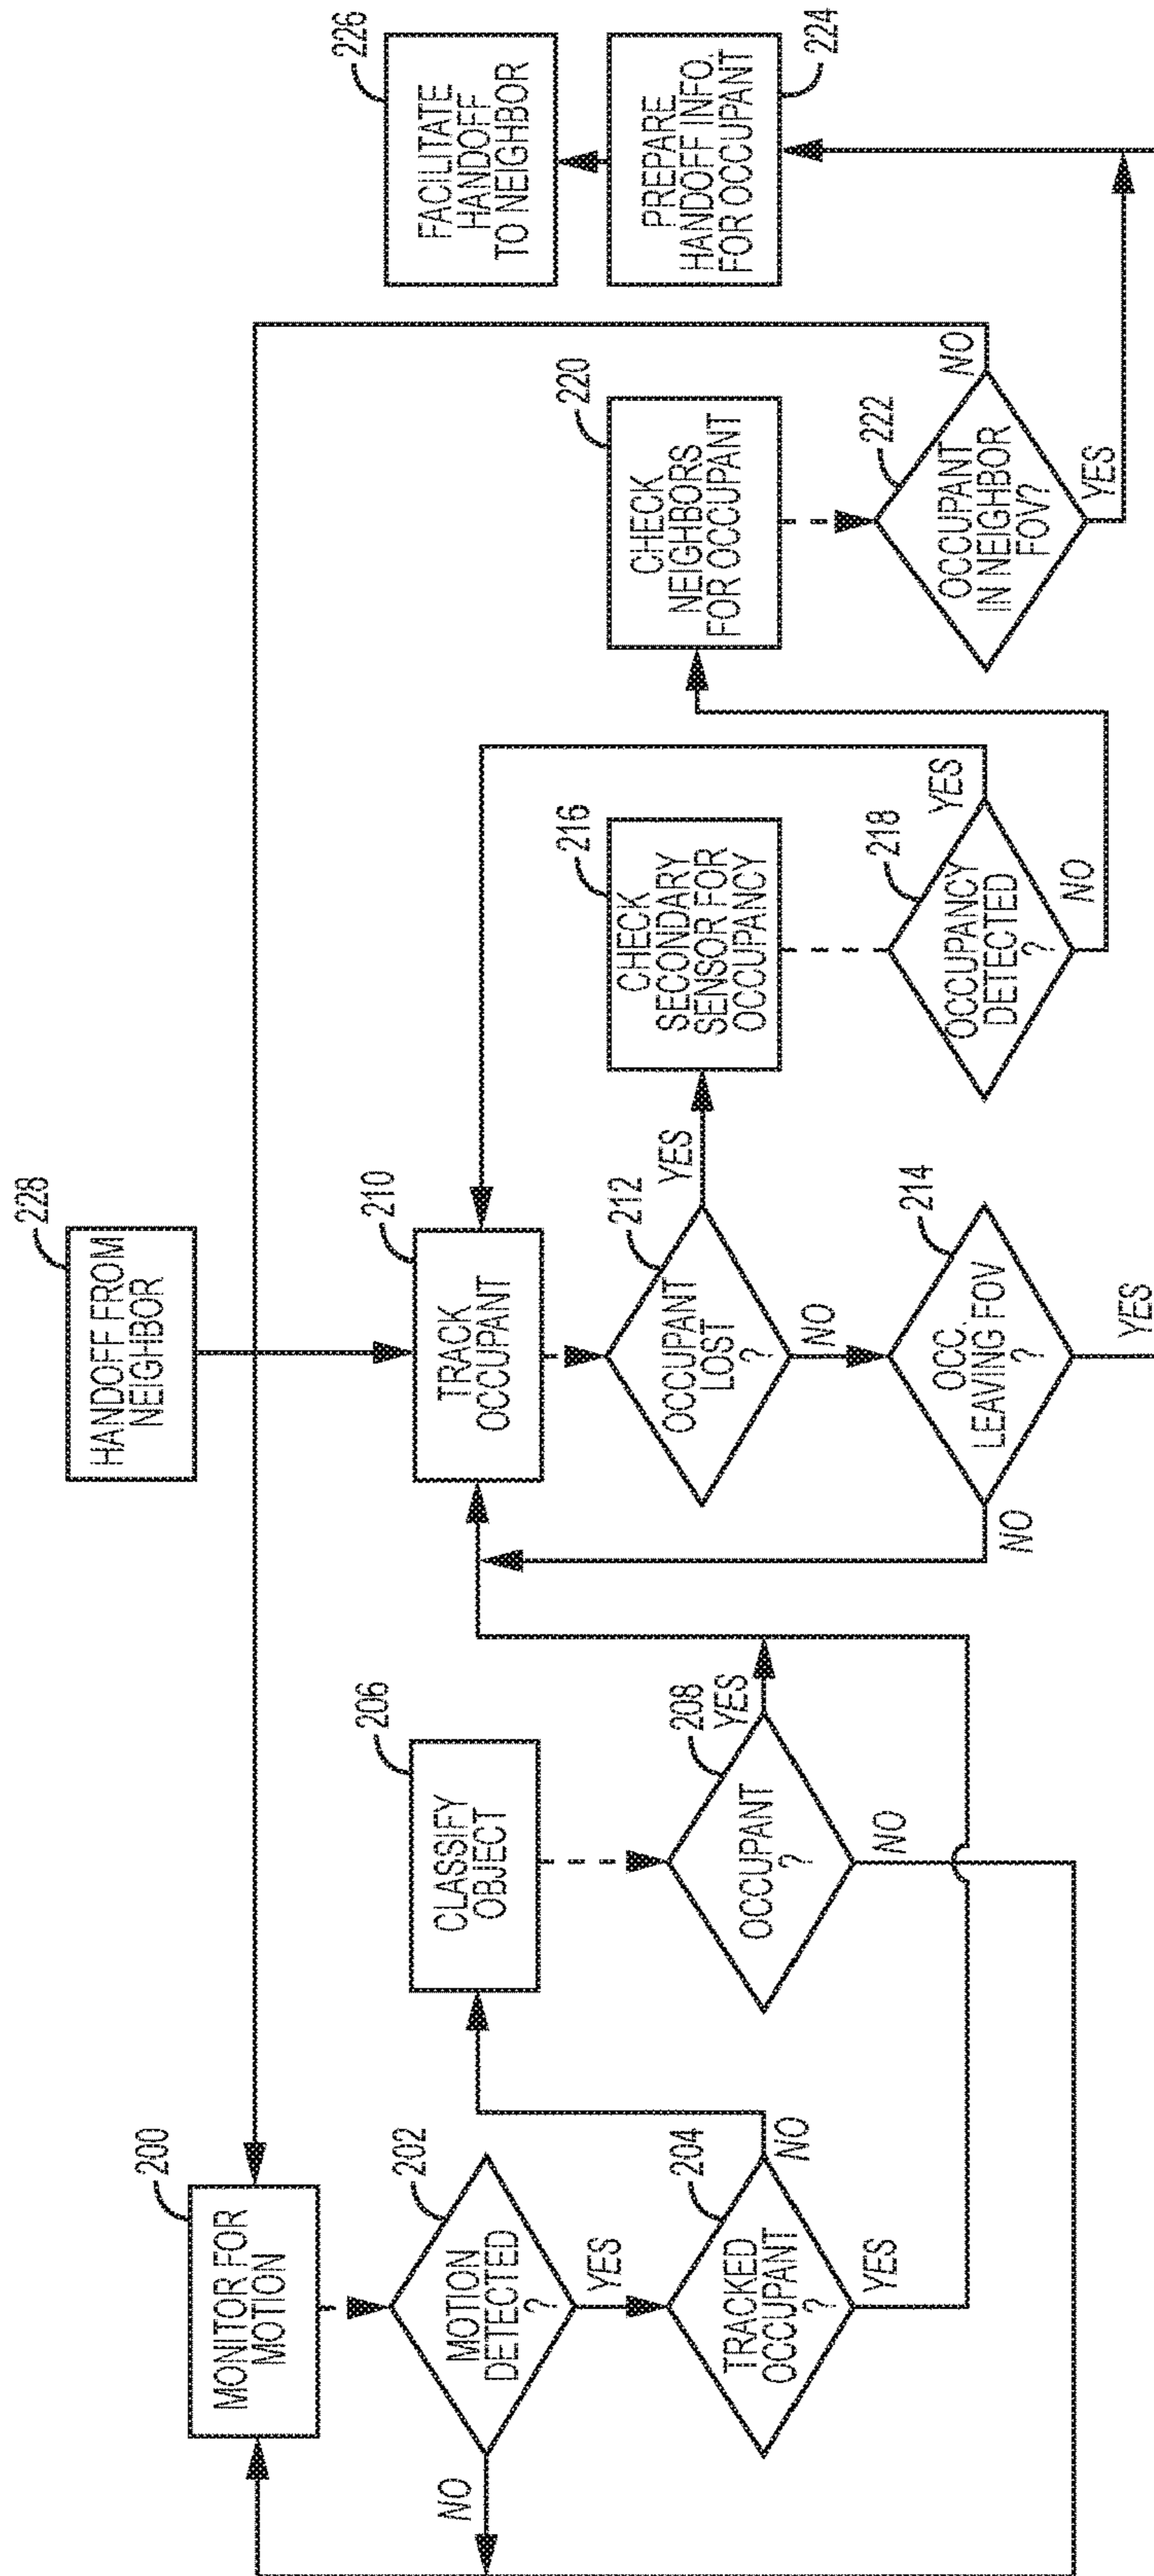 HANDOFF FROM
NEIGHBOR
228
MONITOR FOR
MOTION
200
MOTION
DETECTED
?
202
NO
YES
TRACKED
OCCUPANT
?
204
NO
YES
CLASSIFY
OBJECT
206
OCCUPANT
?
208
YES
NO
TRACK
OCCUPANT
210
OCCUPANT
LOST
?
212
YES
NO
OCC.
LEAVING FOV
?
214
NO
YES
CHECK
SECONDARY
SENSOR FOR
OCCUPANCY
216
OCCUPANCY
DETECTED
?
218
YES
NO
CHECK
NEIGHBORS
FOR OCCUPANT
220
OCCUPANT
IN NEIGHBOR
FOV?
222
NO
YES
FACILITATE
HANDOFF
TO NEIGHBOR
226
PREPARE
HANDOFF INFO.
FOR OCCUPANT
224